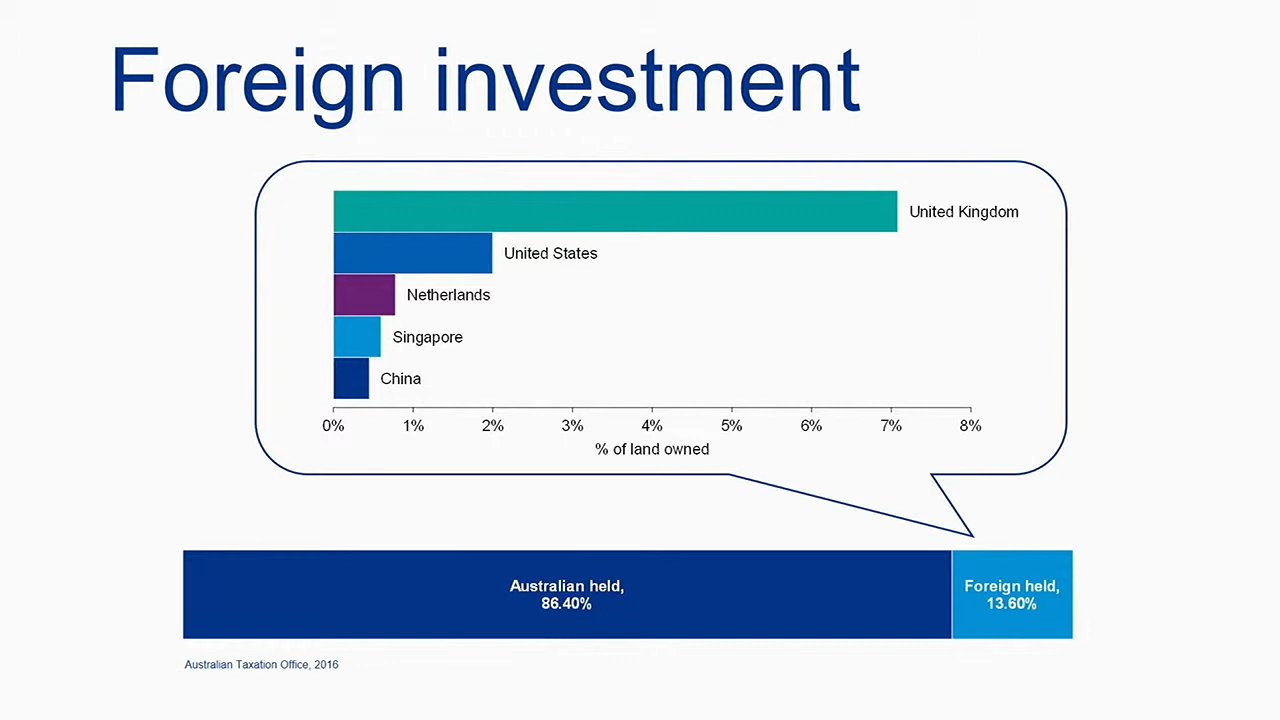 Foreign investment
United Kingdom
United States
Netherlands
Singapore
China
0% 1% 2% 3% 4% 5% 6% 7% 8%
% of land owned
Australian held,
86.40%
Foreign held,
13.60%
Australian Taxation Office, 2016